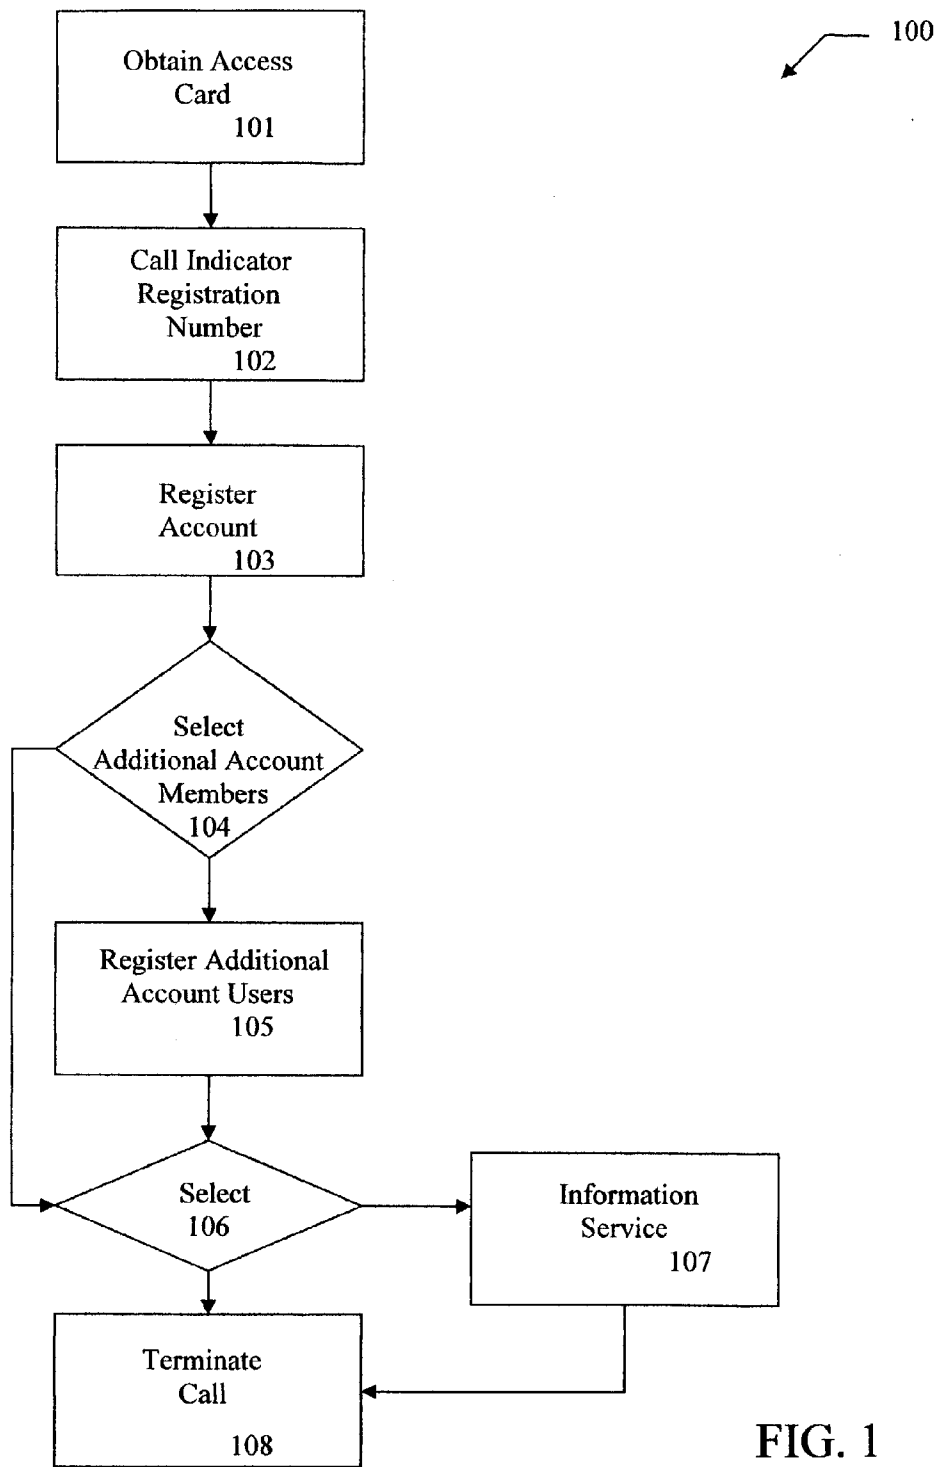 100
Obtain Access
Card
101
Call Indicator
Registration
Number
102
Register
Account
103
Select
Additional Account
Members
104
Register Additional
Account Users
105
Select
106
Information
Service
107
Terminate
Call
108
FIG. 1